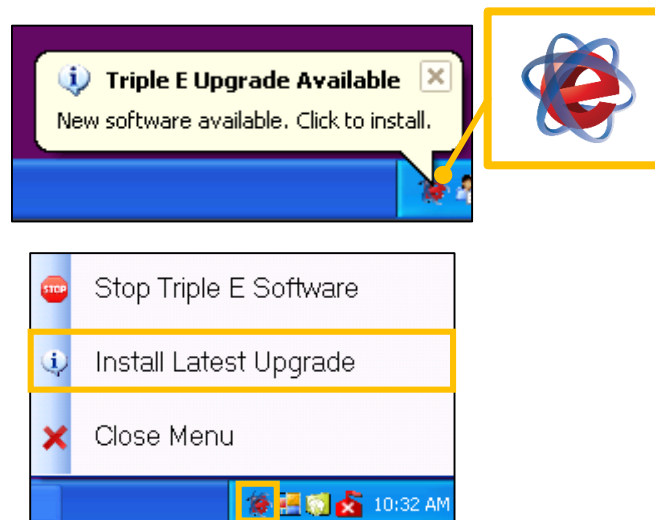 Triple E Upgrade Available
New software available. Click to install.
e
STOP
Stop Triple E Software
Install Latest Upgrade
Close Menu
10:32 AM